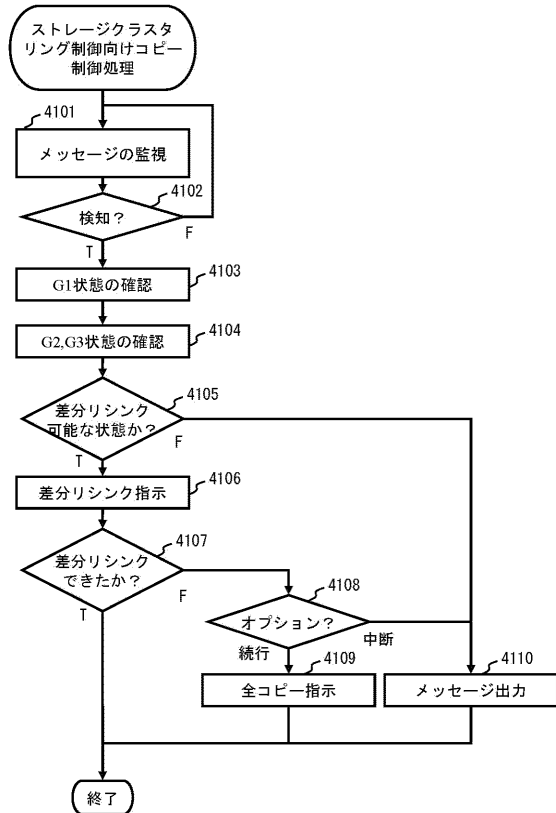 ストレージクラスタ
リング制御向けコピー
制御処理
4101
メッセージの監視
4102
検知？
F
T
4103
G1状態の確認
4104
G2,G3状態の確認
4105
差分リシンク
可能な状態か？
F
T
4106
差分リシンク指示
4107
差分リシンク
できたか？
F
T
4108
オプション？
中断
続行
4109
全コピー指示
4110
メッセージ出力
終了